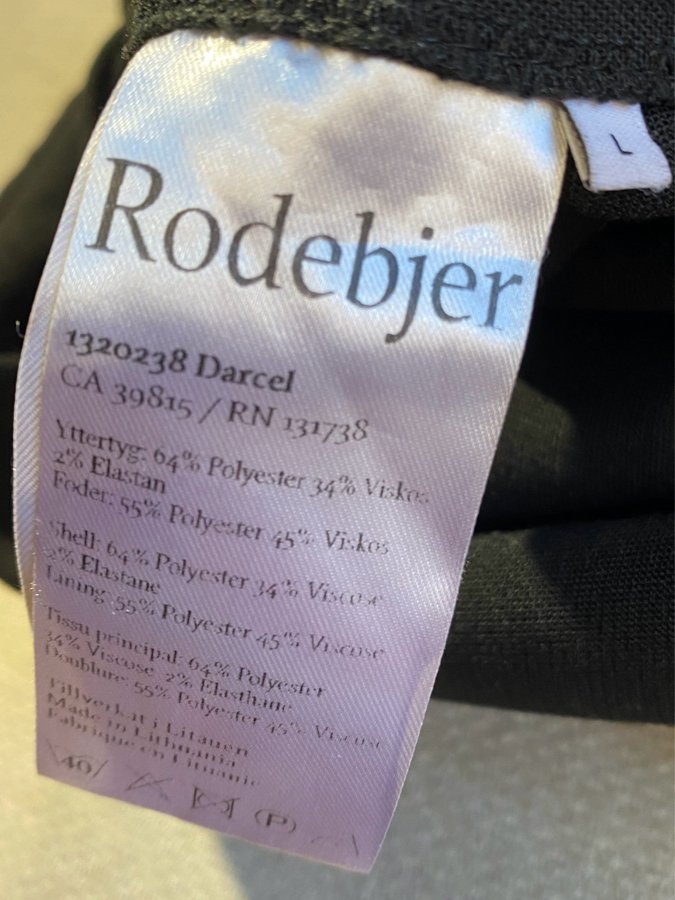 L
Rodebjer
1320238 Darcel
CA 39815 / RN 131738
Yttertyg: 64% Polyester 34% Viskos
2% Elastan
Foder: 55% Polyester 45% Viskos
Shell: 64% Polyester 34% Viscose
2% Elastane
Lining: 55% Polyester 45% Viscose
Tissu principal: 64% Polyester
34% Viscose 2% Elasthane
Doublure: 55% Polyester 45% Viscose
Tillverkat i Litauen
Made in Lithuania
Fabrique en Lituanie
40
P